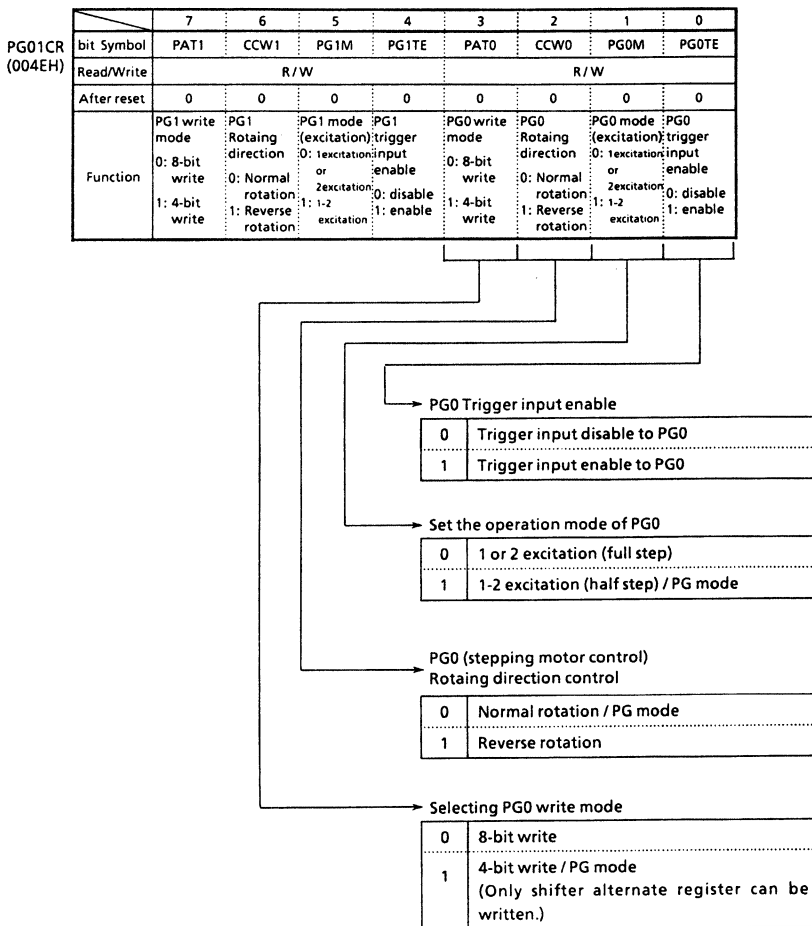 7 6 5 4 3 2 1 0
PG01CR
(004EH)
bit Symbol PAT1 CCW1 PG1M PG1TE PAT0 CCW0 PG0M PG0TE
Read/Write R/W R/W
After reset 0 0 0 0 0 0 0 0
Function
PG1 write
mode
0: 8-bit
write
1: 4-bit
write
PG1
Rotaing
direction
0: Normal
rotation
1: Reverse
rotation
PG1 mode
(excitation)
0: 1excitation
or
2excitation
1: 1-2
excitation
PG1
trigger
input
enable
0: disable
1: enable
PG0 write
mode
0: 8-bit
write
1: 4-bit
write
PG0
Rotaing
direction
0: Normal
rotation
1: Reverse
rotation
PG0 mode
(excitation)
0: 1excitation
or
2excitation
1: 1-2
excitation
PG0
trigger
input
enable
0: disable
1: enable
PG0 Trigger input enable
0 Trigger input disable to PG0
1 Trigger input enable to PG0
Set the operation mode of PG0
0 1 or 2 excitation (full step)
1 1-2 excitation (half step) / PG mode
PG0 (stepping motor control)
Rotaing direction control
0 Normal rotation / PG mode
1 Reverse rotation
Selecting PG0 write mode
0 8-bit write
1 4-bit write / PG mode
(Only shifter alternate register can be
written.)